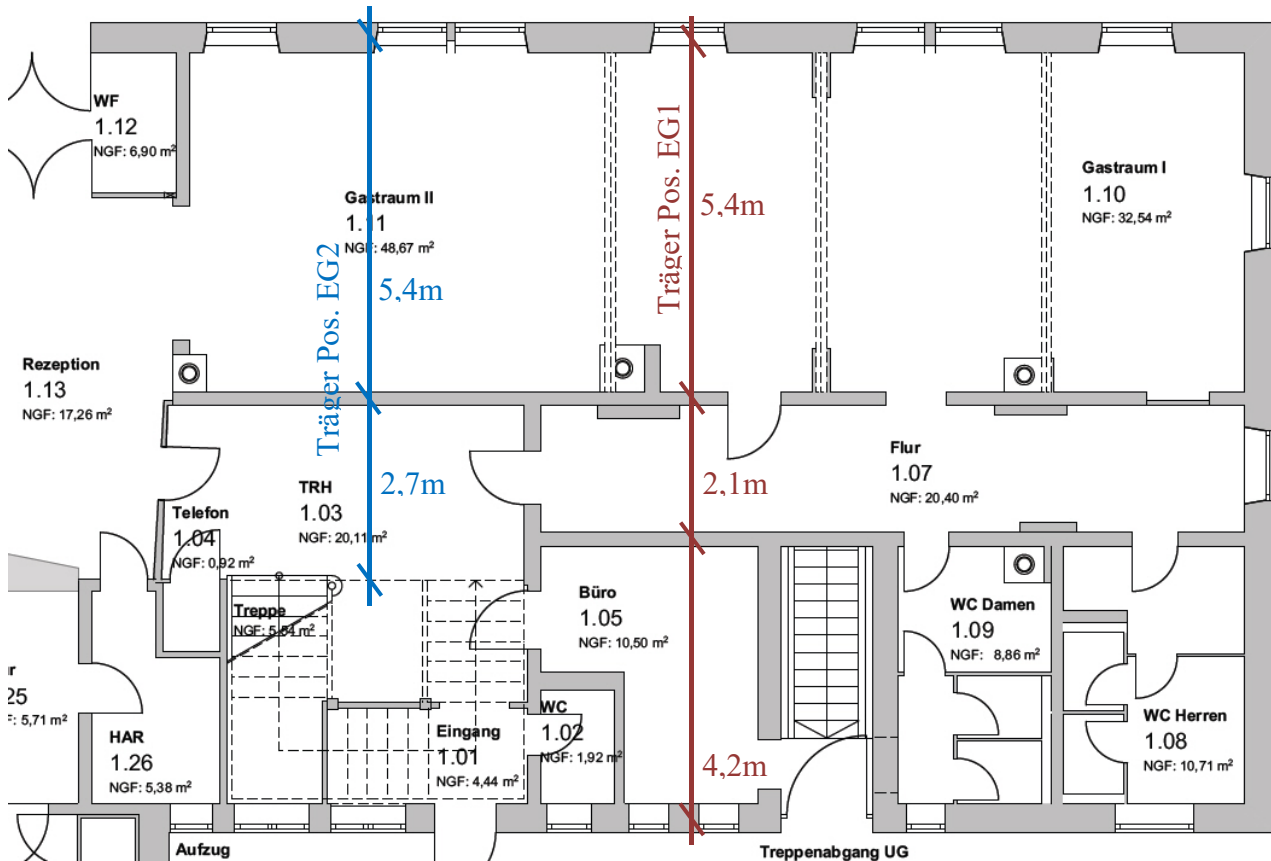 WF
1.12
NGF: 6,90 m²
Gastraum II
1.11
NGF: 48,67 m²
Träger Pos. EG2
5,4m
Träger Pos. EG1
5,4m
Gastraum I
1.10
NGF: 32,54 m²
Rezeption
1.13
NGF: 17,26 m²
Flur
1.07
NGF: 20,40 m²
2,7m
2,1m
TRH
1.03
NGF: 20,11 m²
Telefon
1.04
NGF: 0,92 m²
Treppe
NGF: 5,54 m²
Büro
1.05
NGF: 10,50 m²
WC Damen
1.09
NGF: 8,86 m²
r
25
F: 5,71 m²
HAR
1.26
NGF: 5,38 m²
Eingang
1.01
NGF: 4,44 m²
WC
1.02
NGF: 1,92 m²
4,2m
WC Herren
1.08
NGF: 10,71 m²
Aufzug
Treppenabgang UG